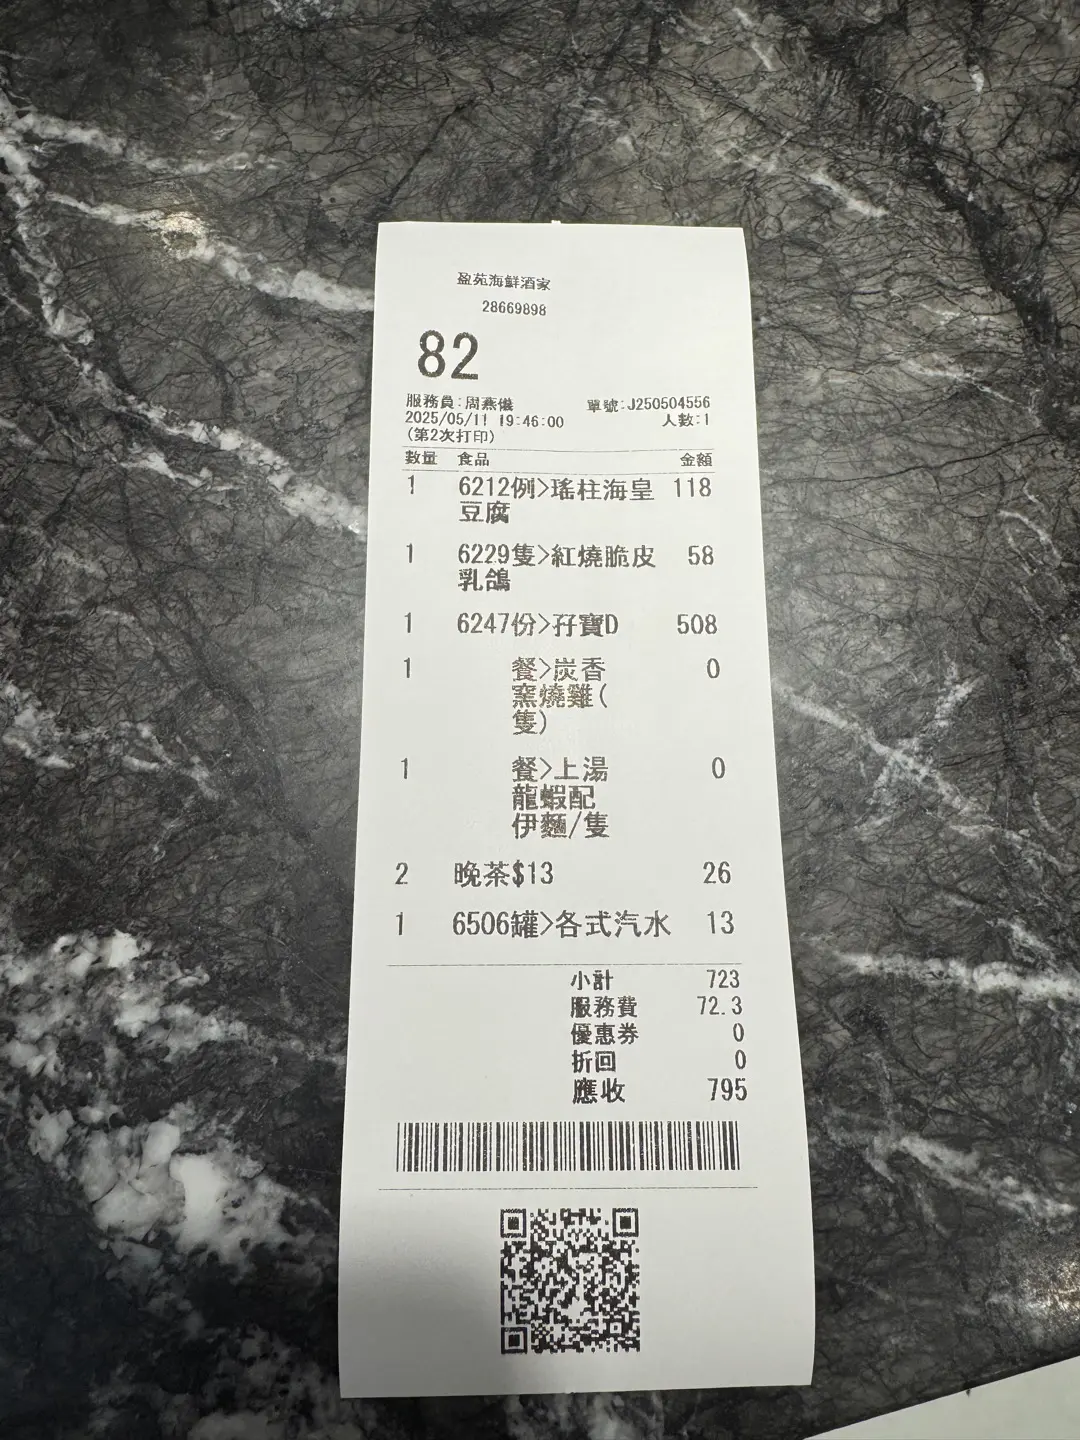 盈苑海鮮酒家
28669898
82
服務員:周燕儀 單號:J250504556
2025/05/11 19:46:00 人數:1
(第2次打印)
數量 食品 金額
1 6212例>瑤柱海皇 118
豆腐
1 6229隻>紅燒脆皮 58
乳鴿
1 6247份>孖寶D 508
1 餐>炭香 0
窯燒雞(
隻)
1 餐>上湯 0
龍蝦配
伊麵/隻
2 晚茶$13 26
1 6506罐>各式汽水 13
小計 723
服務費 72.3
優惠券 0
折回 0
應收 795